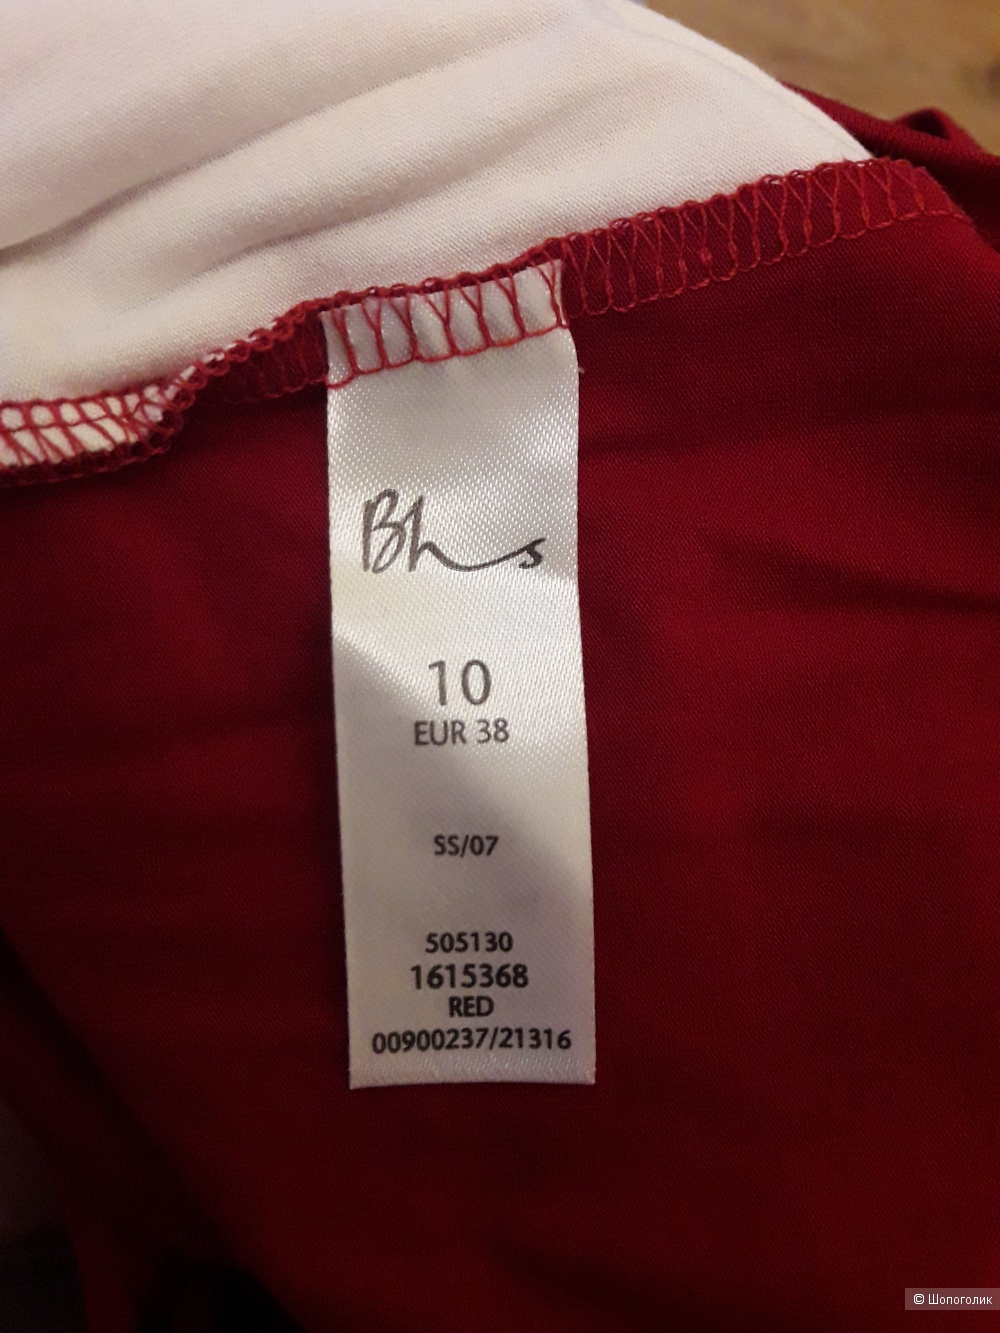 Bhs
10
EUR 38
SS/07
505130
1615368
RED
00900237/21316
© Шопоголик